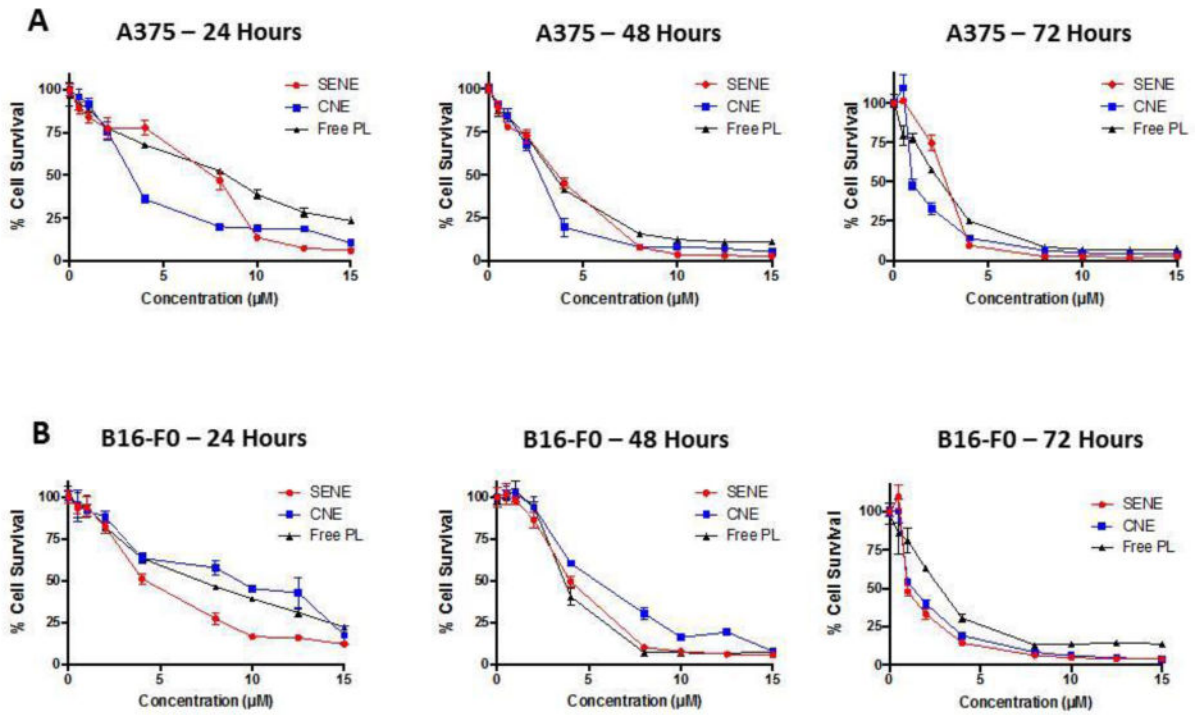 A
A375 – 24 Hours
100
75
50
25
0
0
5
10
15
% Cell Survival
Concentration (µM)
SENE
CNE
Free PL
A375 – 48 Hours
100
75
50
25
0
0
5
10
15
% Cell Survival
Concentration (µM)
SENE
CNE
Free PL
A375 – 72 Hours
100
75
50
25
0
5
10
15
% Cell Survival
Concentration (µM)
SENE
CNE
Free PL
B
B16-F0 – 24 Hours
100
75
50
25
0
0
5
10
15
% Cell Survival
Concentration (µM)
SENE
CNE
Free PL
B16-F0 – 48 Hours
100
75
50
25
0
0
5
10
15
% Cell Survival
Concentration (µM)
SENE
CNE
Free PL
B16-F0 – 72 Hours
100
75
50
25
0
0
5
10
15
% Cell Survival
Concentration (µM)
SENE
CNE
Free PL